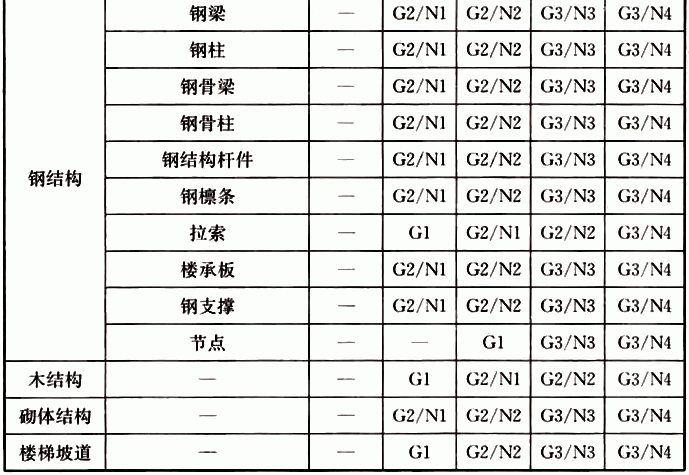 钢梁 — G2/N1 G2/N2 G3/N3 G3/N4
钢柱 — G2/N1 G2/N2 G3/N3 G3/N4
钢骨梁 — G2/N1 G2/N2 G3/N3 G3/N4
钢骨柱 — G2/N1 G2/N2 G3/N3 G3/N4
钢结构 钢结构杆件 — G2/N1 G2/N2 G3/N3 G3/N4
钢檩条 — G2/N1 G2/N2 G3/N3 G3/N4
拉索 — G1 G2/N1 G2/N2 G3/N4
楼承板 — G2/N1 G2/N2 G3/N3 G3/N4
钢支撑 — G2/N1 G2/N2 G3/N3 G3/N4
节点 — — G1 G3/N3 G3/N4
木结构 — — G1 G2/N1 G2/N2 G3/N4
砌体结构 — — G2/N1 G2/N2 G3/N3 G3/N4
楼梯坡道 — — G1 G2/N2 G3/N3 G3/N4